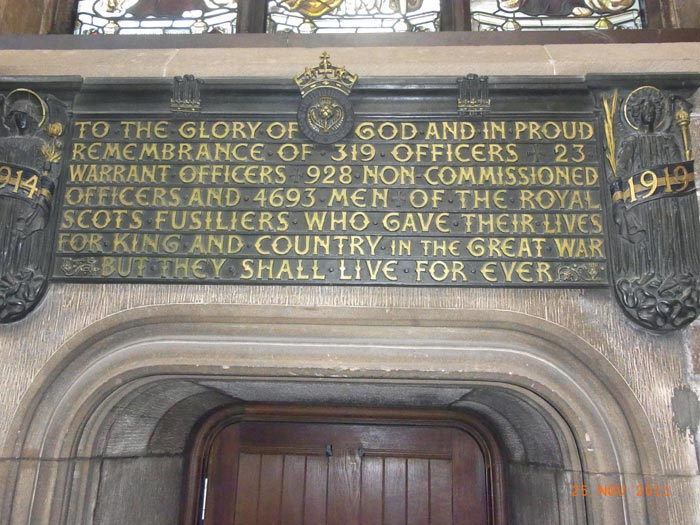 TO THE GLORY OF GOD AND IN PROUD
REMEMBRANCE OF 319 OFFICERS 23
WARRANT OFFICERS 928 NON-COMMISSIONED
OFFICERS AND 4693 MEN OF THE ROYAL
SCOTS FUSILIERS WHO GAVE THEIR LIVES
FOR KING AND COUNTRY IN THE GREAT WAR
BUT THEY SHALL LIVE FOR EVER
1914
1919
25 NOV 2011